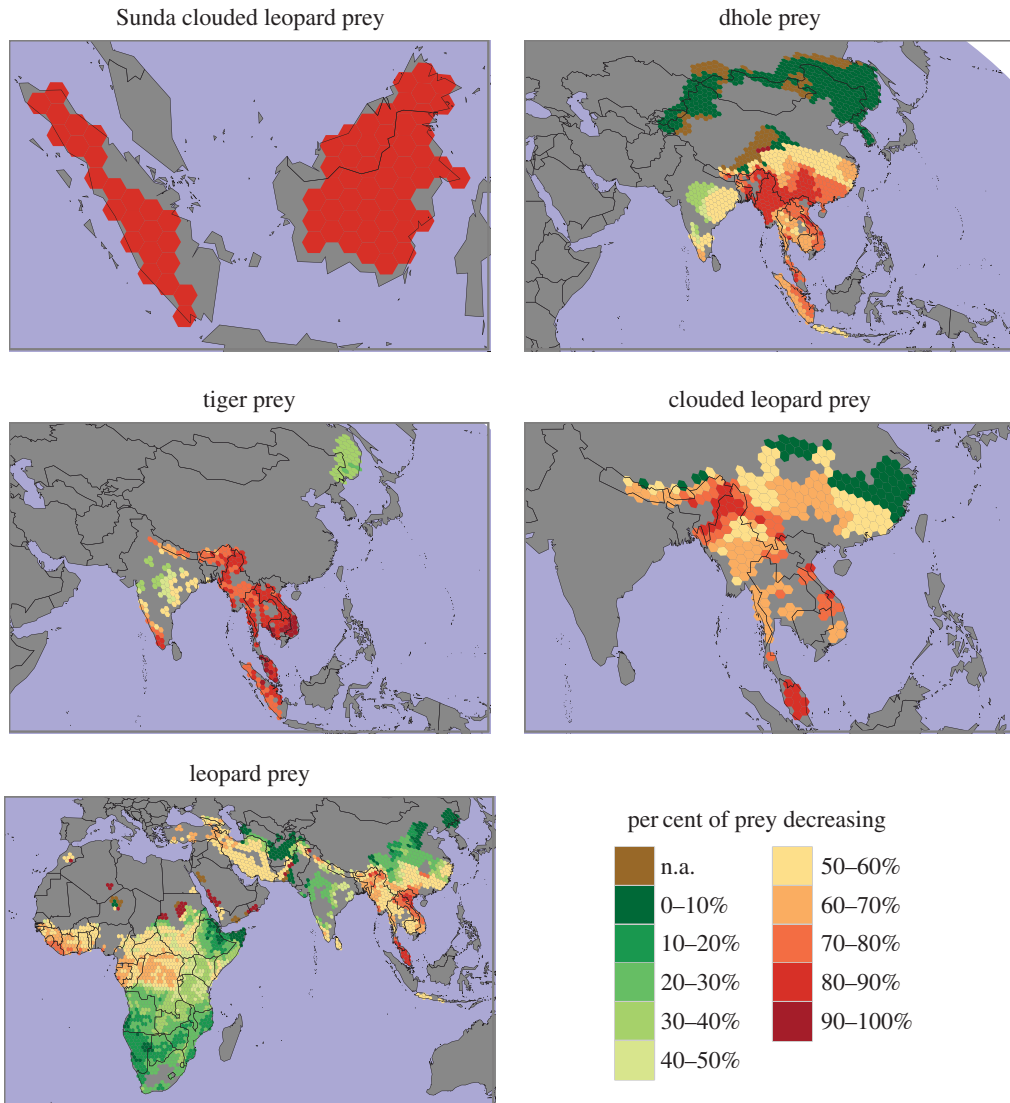 Sunda clouded leopard prey
dhole prey
tiger prey
clouded leopard prey
leopard prey
per cent of prey decreasing
n.a.
0–10%
10–20%
20–30%
30–40%
40–50%
50–60%
60–70%
70–80%
80–90%
90–100%